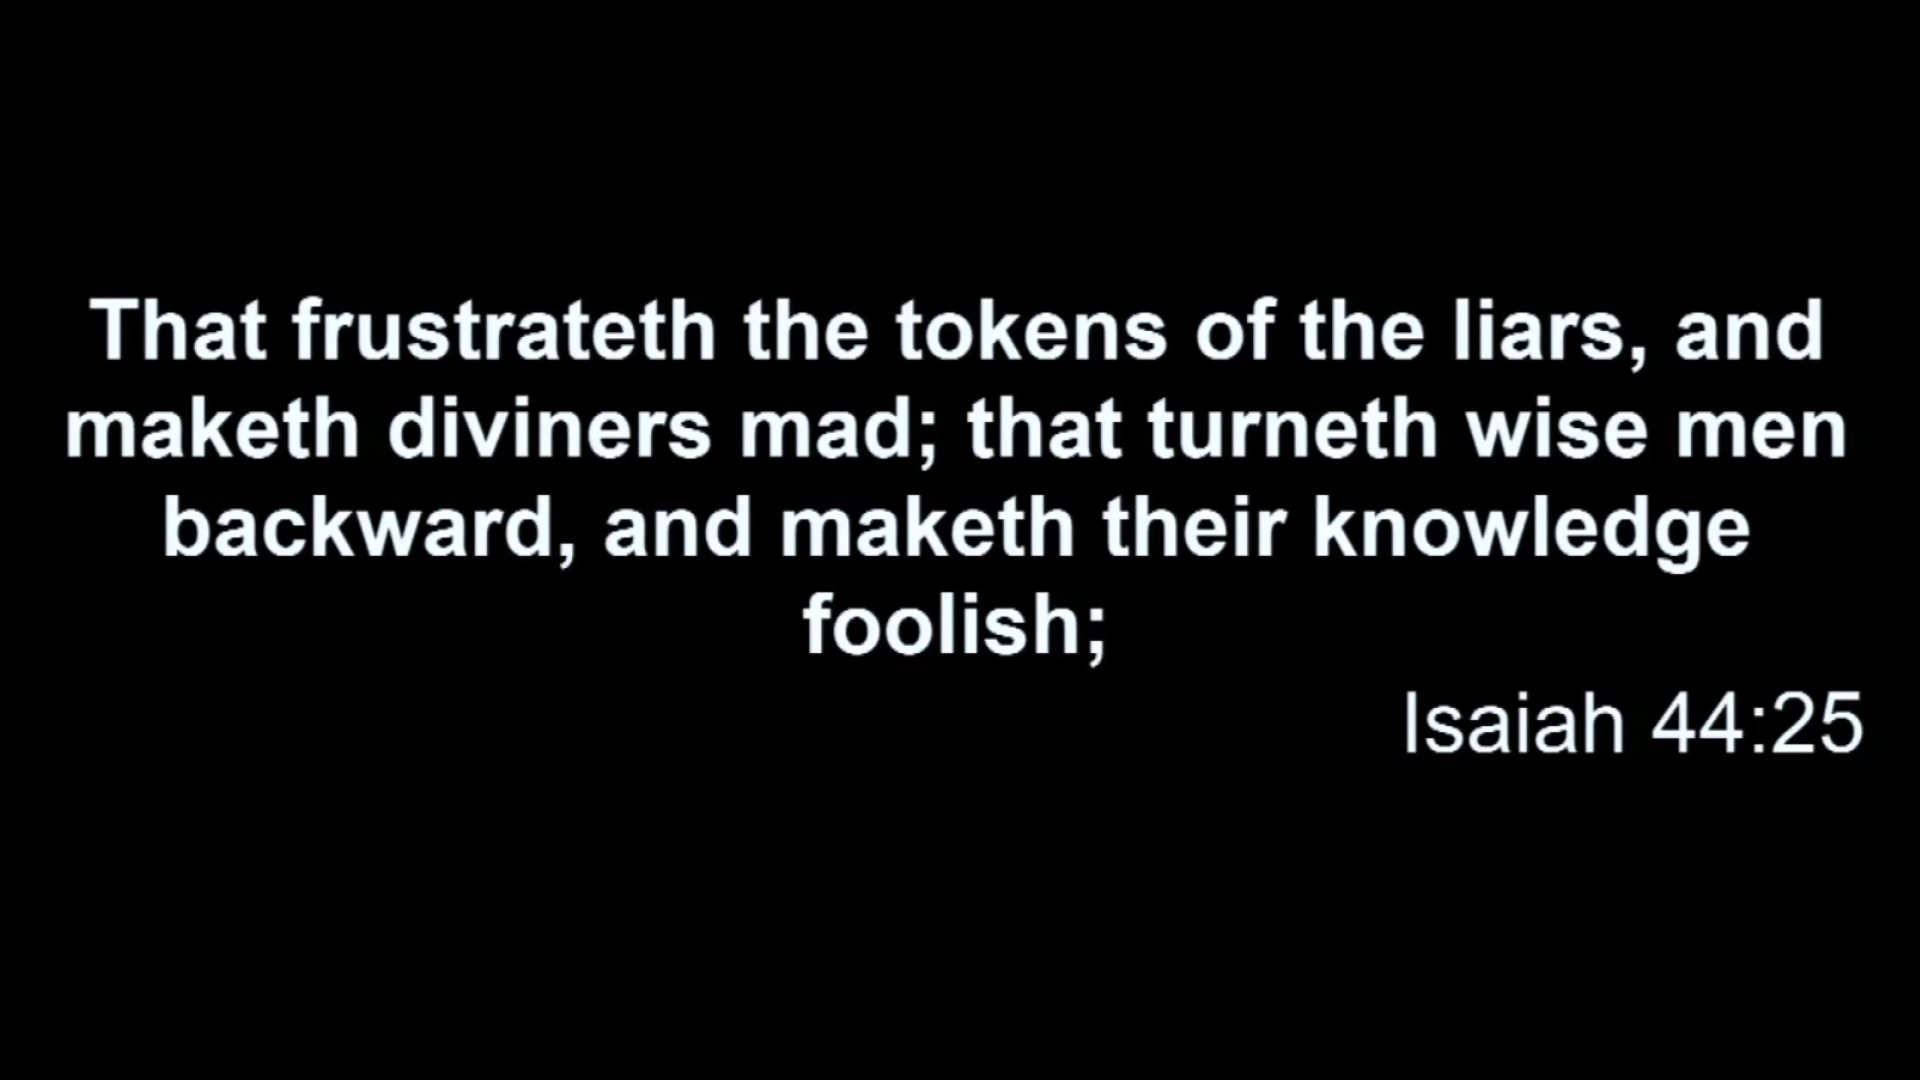 That frustrateth the tokens of the liars, and
maketh diviners mad; that turneth wise men
backward, and maketh their knowledge
foolish;
Isaiah 44:25